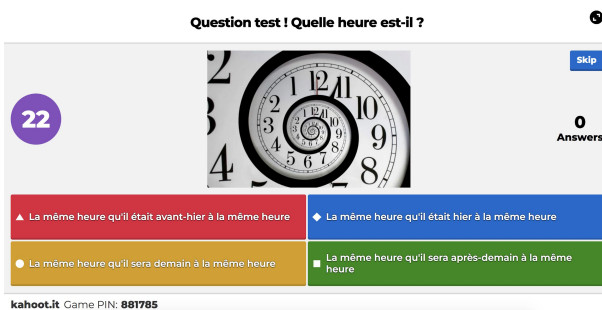 Question test ! Quelle heure est-il ?
Skip
22
0
Answers
La même heure qu'il était avant-hier à la même heure
La même heure qu'il était hier à la même heure
La même heure qu'il sera demain à la même heure
La même heure qu'il sera après-demain à la même
heure
kahoot.it Game PIN: 881785